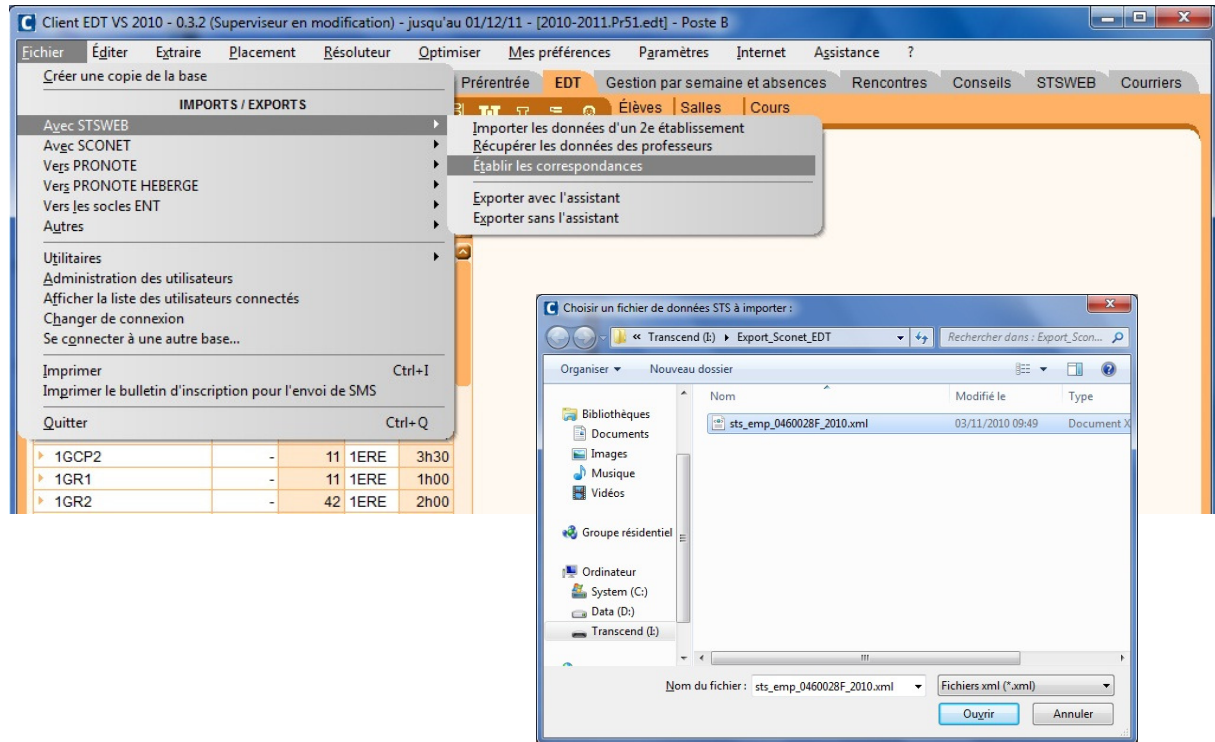 Client EDT VS 2010 - 0.3.2 (Superviseur en modification) - jusqu'au 01/12/11 - [2010-2011.Pr51.edt] - Poste B
Fichier Éditer Extraire Placement Résoluteur Optimiser Mes préférences Paramètres Internet Assistance ?
Prérentrée EDT Gestion par semaine et absences Rencontres Conseils STSWEB Courriers
Élèves Salles Cours
Créer une copie de la base
IMPORTS / EXPORTS
Avec STSWEB
Avec SCONET
Vers PRONOTE
Vers PRONOTE HEBERGE
Vers les socles ENT
Autres
Utilitaires
Administration des utilisateurs
Afficher la liste des utilisateurs connectés
Changer de connexion
Se connecter à une autre base...
Imprimer Ctrl+I
Imprimer le bulletin d'inscription pour l'envoi de SMS
Quitter Ctrl+Q
Importer les données d'un 2e établissement
Récupérer les données des professeurs
Établir les correspondances
Exporter avec l'assistant
Exporter sans l'assistant
1GCP2 - 11 1ERE 3h30
1GR1 - 11 1ERE 1h00
1GR2 - 42 1ERE 2h00
Choisir un fichier de données STS à importer :
« Transcend (I:) Export_Sconet_EDT
Rechercher dans : Export_Scon...
Organiser Nouveau dossier
Nom Modifié le Type
sts_emp_0460028F_2010.xml 03/11/2010 09:49 Document X
Bibliothèques
Documents
Images
Musique
Vidéos
Groupe résidentiel
Ordinateur
System (C:)
Data (D:)
Transcend (I:)
Nom du fichier : sts_emp_0460028F_2010.xml Fichiers xml (*.xml)
Ouvrir Annuler